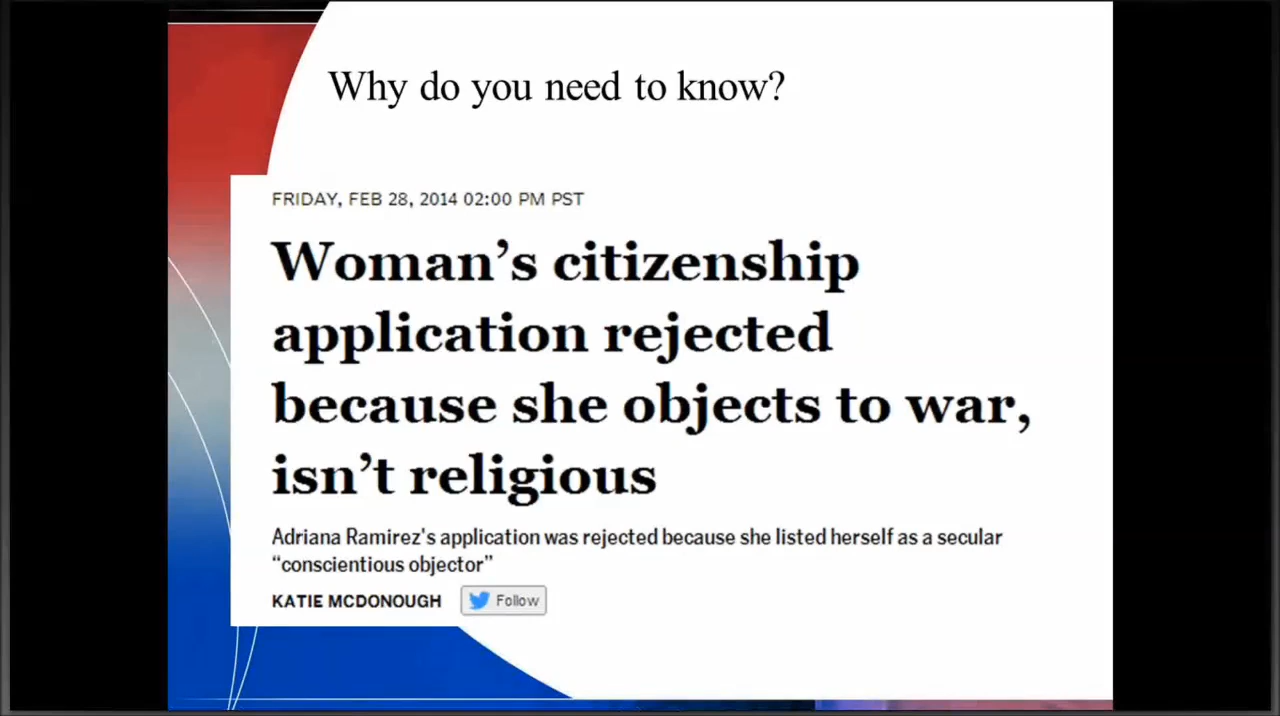 Why do you need to know?
FRIDAY, FEB 28, 2014 02:00 PM PST
Woman’s citizenship
application rejected
because she objects to war,
isn’t religious
Adriana Ramirez's application was rejected because she listed herself as a secular
“conscientious objector”
KATIE MCDONOUGH Follow